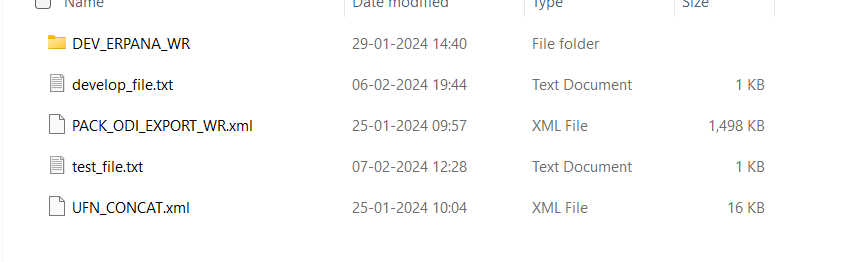 Name Date modified Type Size
DEV_ERPANA_WR 29-01-2024 14:40 File folder
develop_file.txt 06-02-2024 19:44 Text Document 1 KB
PACK_ODI_EXPORT_WR.xml 25-01-2024 09:57 XML File 1,498 KB
test_file.txt 07-02-2024 12:28 Text Document 1 KB
UFN_CONCAT.xml 25-01-2024 10:04 XML File 16 KB